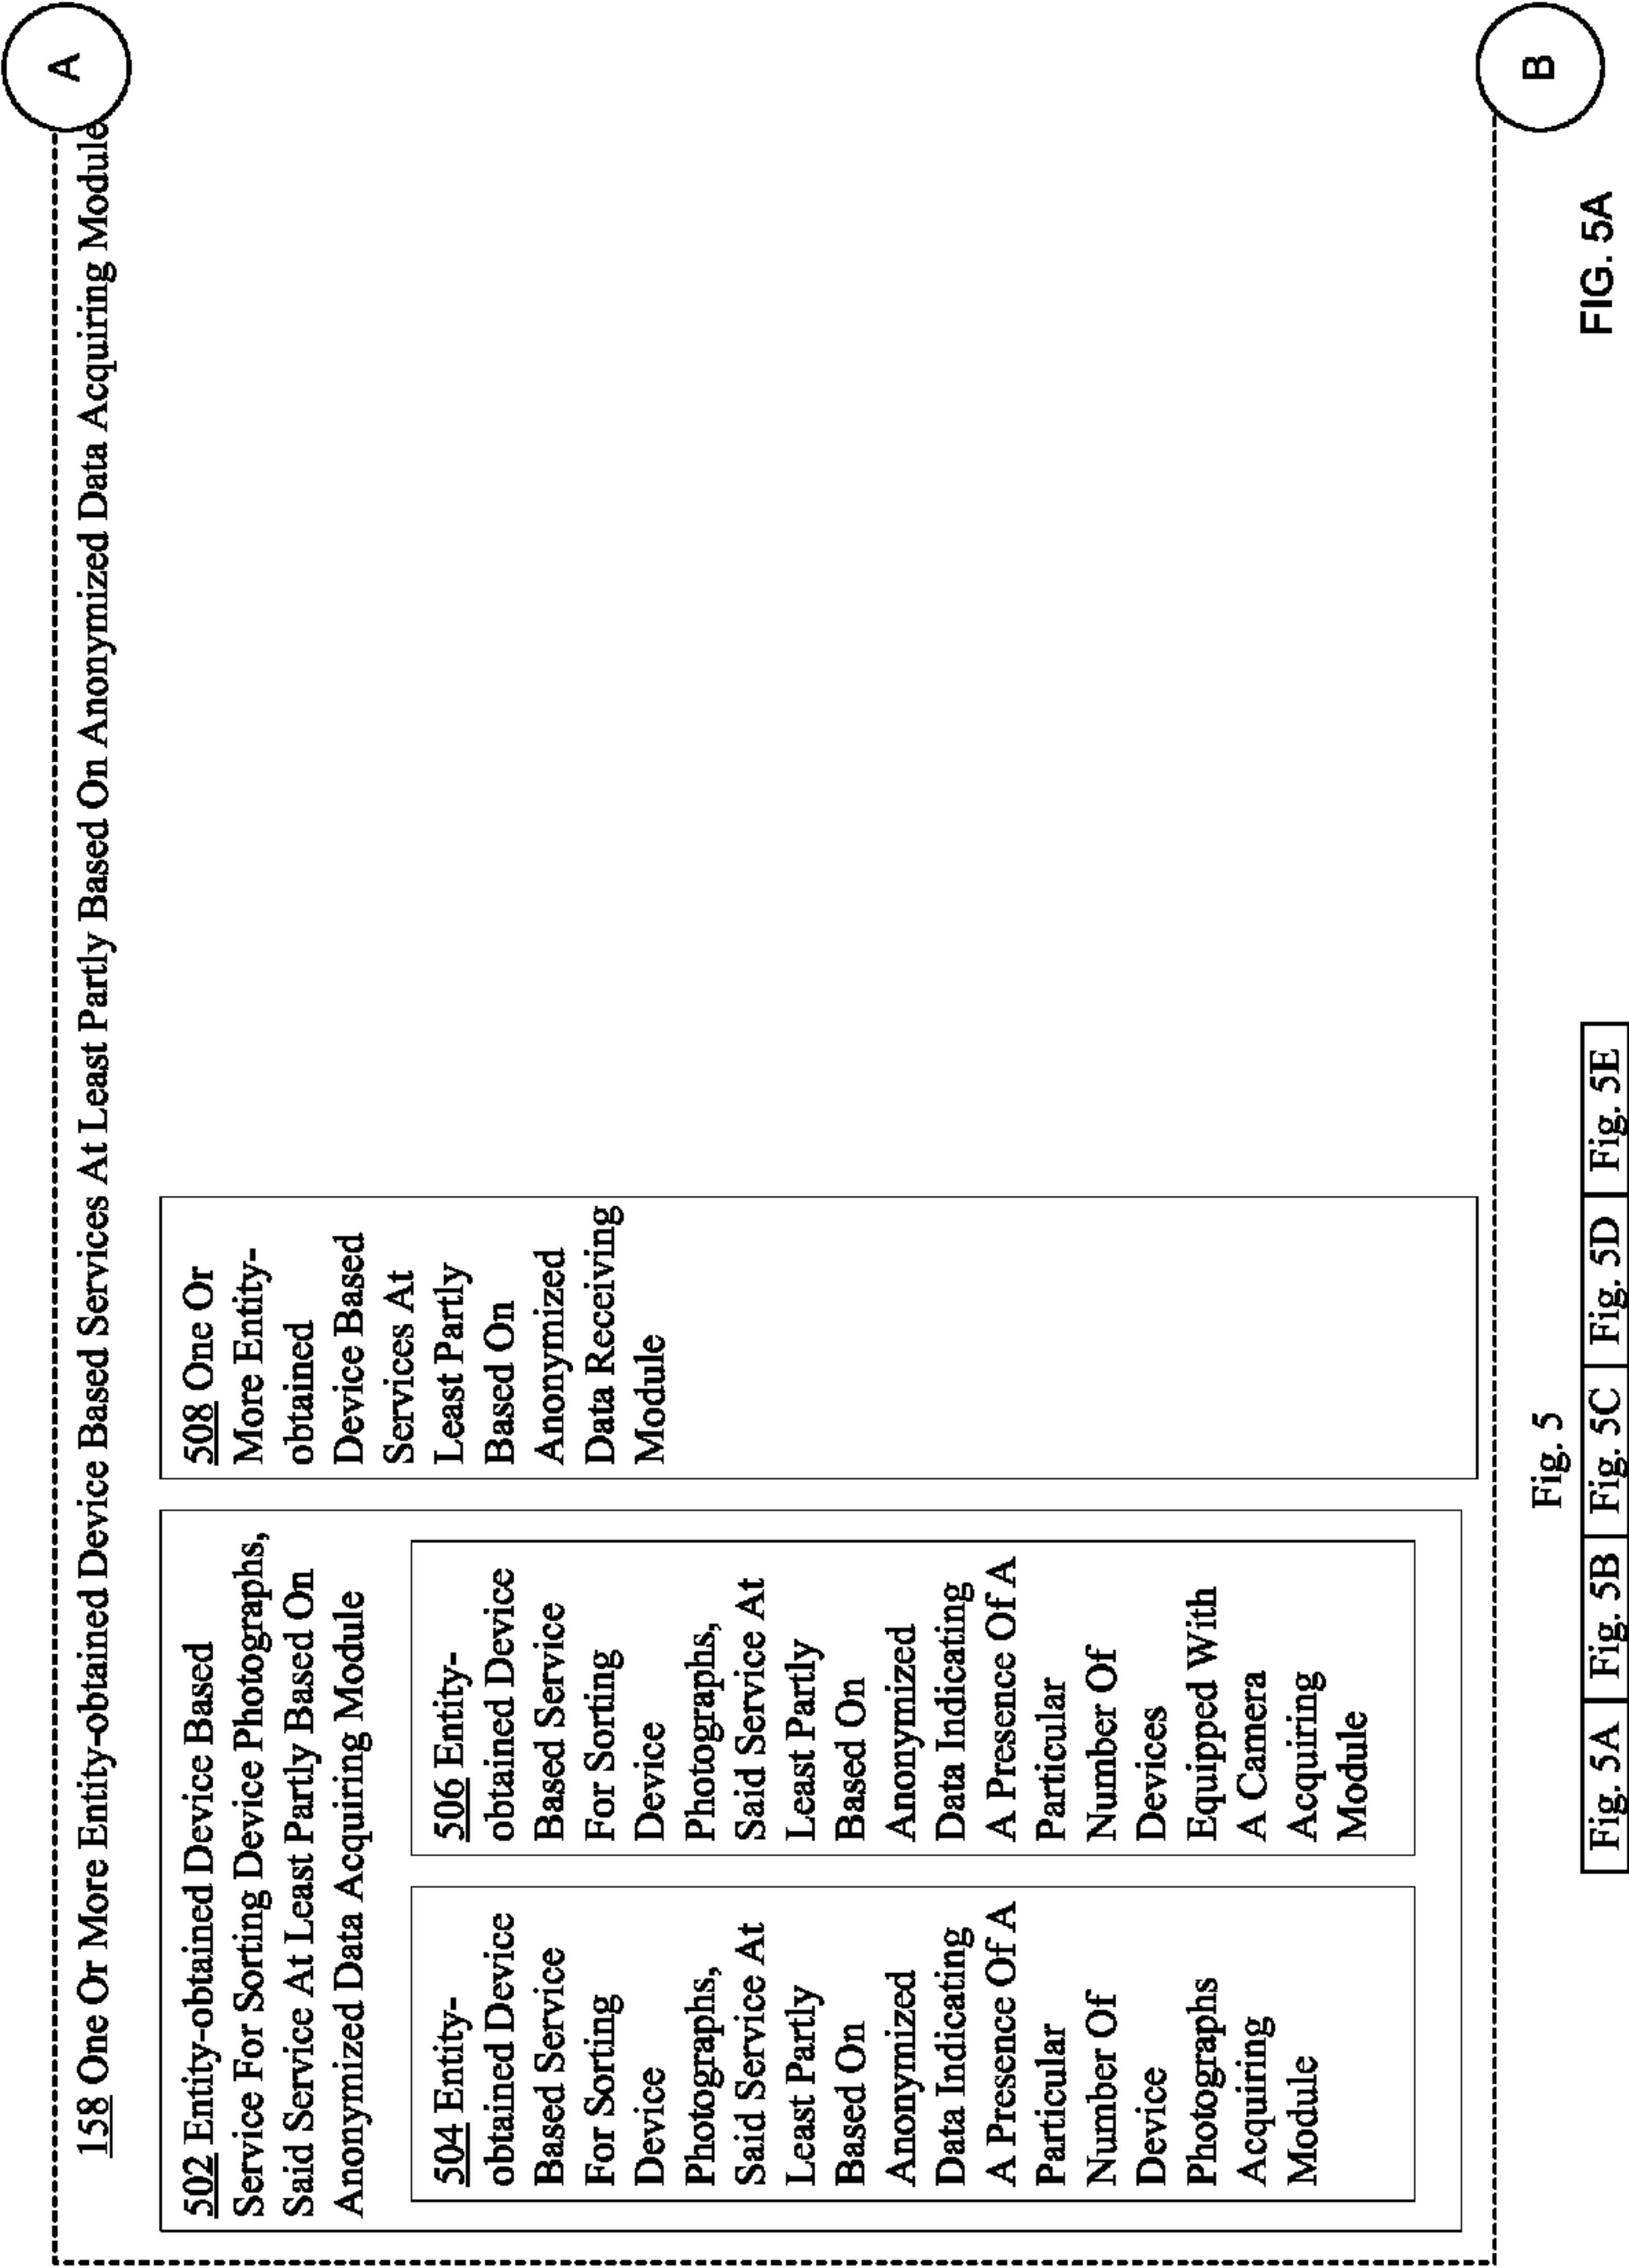 158 One Or More Entity-obtained Device Based Services At Least Partly Based On Anonymized Data Acquiring Module
A
502 Entity-obtained Device Based
Service For Sorting Device Photographs,
Said Service At Least Partly Based On
Anonymized Data Acquiring Module
504 Entity-
obtained Device
Based Service
For Sorting
Device
Photographs,
Said Service At
Least Partly
Based On
Anonymized
Data Indicating
A Presence Of A
Particular
Number Of
Device
Photographs
Acquiring
Module
506 Entity-
obtained Device
Based Service
For Sorting
Device
Photographs,
Said Service At
Least Partly
Based On
Anonymized
Data Indicating
A Presence Of A
Particular
Number Of
Devices
Equipped With
A Camera
Acquiring
Module
508 One Or
More Entity-
obtained
Device Based
Services At
Least Partly
Based On
Anonymized
Data Receiving
Module
B
Fig. 5
Fig. 5A Fig. 5B Fig. 5C Fig. 5D Fig. 5E
FIG. 5A